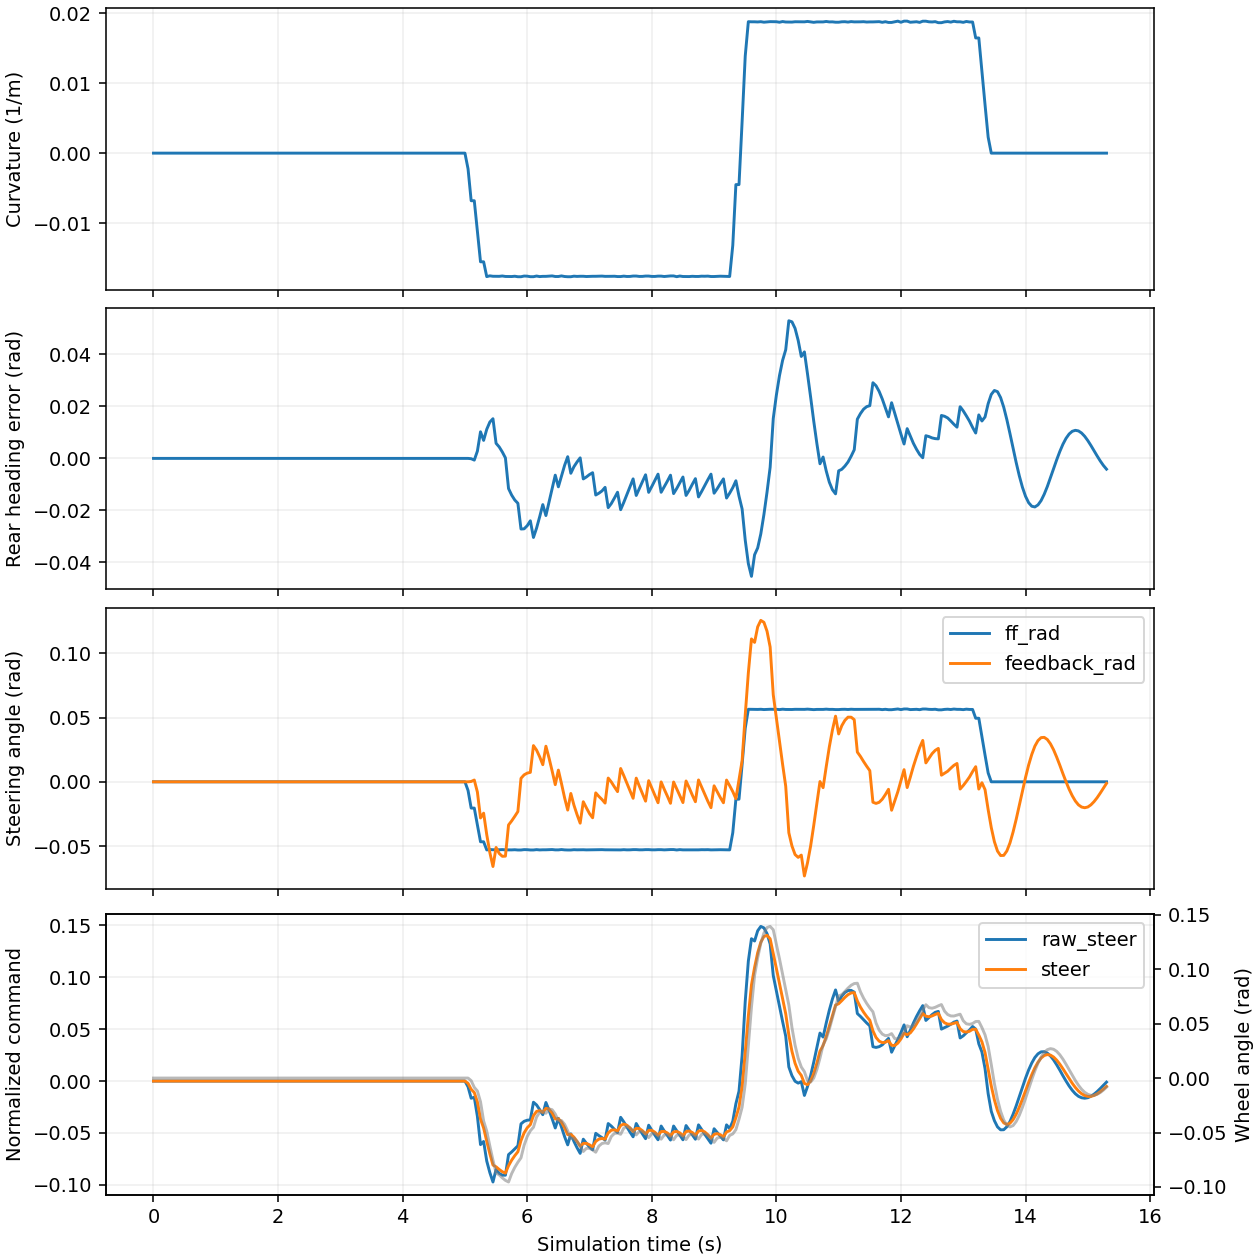 Curvature (1/m)
0.02
0.01
0.00
−0.01
Rear heading error (rad)
0.04
0.02
0.00
−0.02
−0.04
Steering angle (rad)
0.10
0.05
0.00
−0.05
ff_rad
feedback_rad
Normalized command
0.15
0.10
0.05
0.00
−0.05
−0.10
raw_steer
steer
0.15
0.10
0.05
0.00
−0.05
−0.10
Wheel angle (rad)
0 2 4 6 8 10 12 14 16
Simulation time (s)